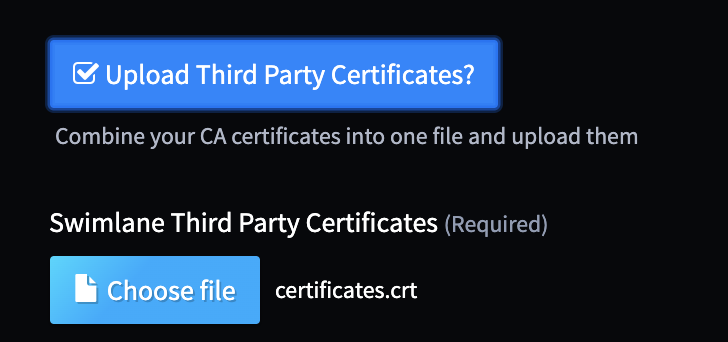 Upload Third Party Certificates?
Combine your CA certificates into one file and upload them
Swimlane Third Party Certificates (Required)
Choose file certificates.crt